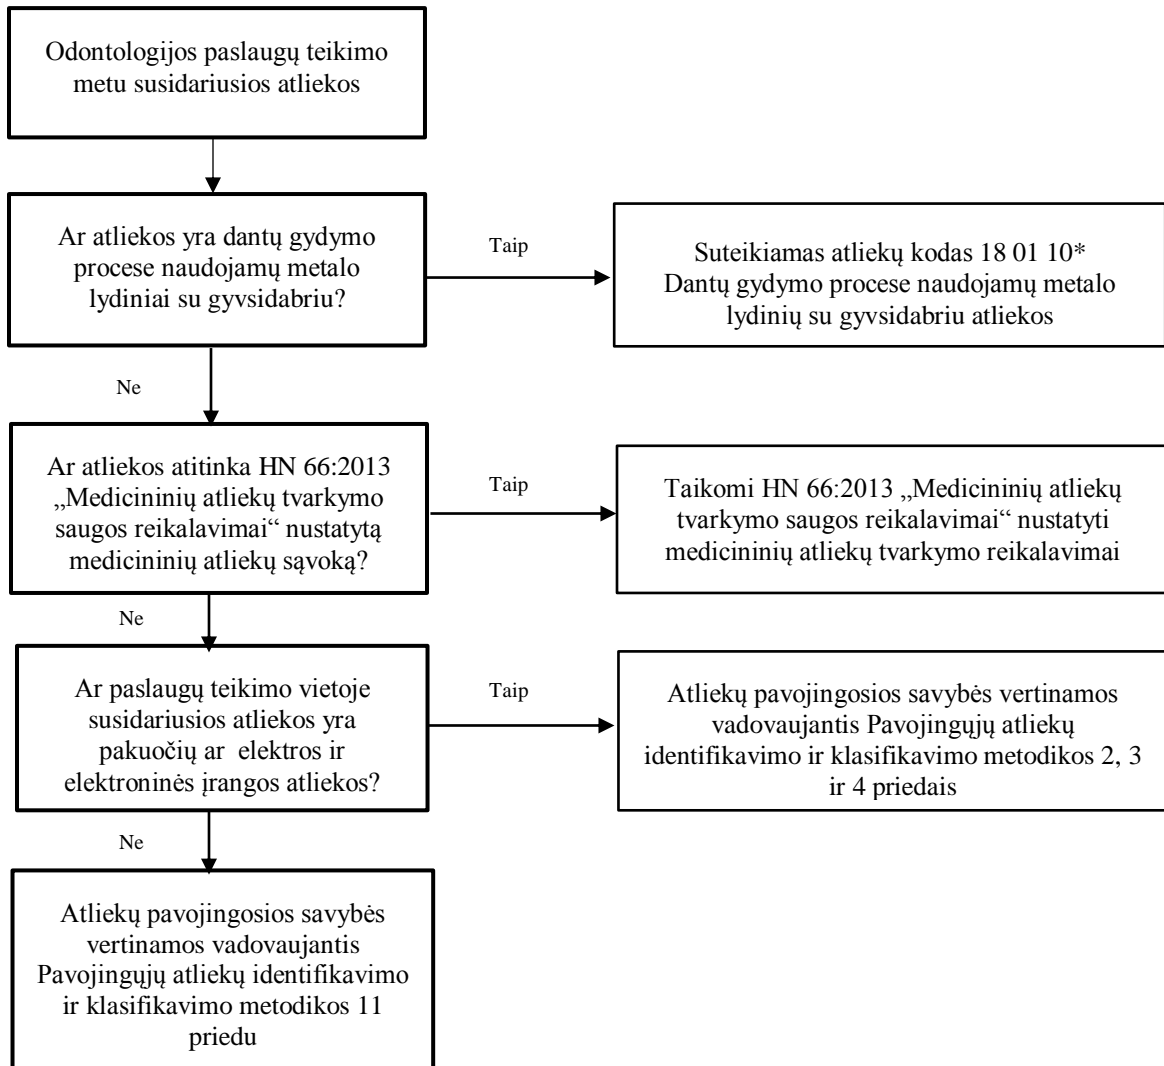 Odontologijos paslaugų teikimo
metu susidariusios atliekos
Ar atliekos yra dantų gydymo
procese naudojamų metalo
lydiniai su gyvsidabriu?
Taip
Suteikiamas atliekų kodas 18 01 10*
Dantų gydymo procese naudojamų metalo
lydinių su gyvsidabriu atliekos
Ne
Ar atliekos atitinka HN 66:2013
„Medicininių atliekų tvarkymo
saugos reikalavimai“ nustatytą
medicininių atliekų sąvoką?
Taip
Taikomi HN 66:2013 „Medicininių atliekų
tvarkymo saugos reikalavimai“ nustatyti
medicininių atliekų tvarkymo reikalavimai
Ne
Ar paslaugų teikimo vietoje
susidariusios atliekos yra
pakuočių ar elektros ir
elektroninės įrangos atliekos?
Taip
Atliekų pavojingosios savybės vertinamos
vadovaujantis Pavojingųjų atliekų
identifikavimo ir klasifikavimo metodikos 2, 3
ir 4 priedais
Ne
Atliekų pavojingosios savybės
vertinamos vadovaujantis
Pavojingųjų atliekų identifikavimo
ir klasifikavimo metodikos 11
priedu